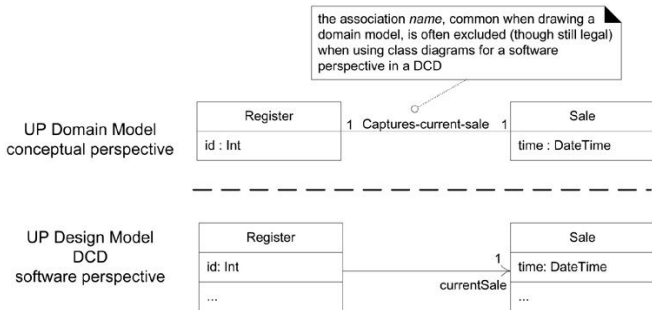 the association name, common when drawing a
domain model, is often excluded (though still legal)
when using class diagrams for a software
perspective in a DCD
UP Domain Model
conceptual perspective
Register
id : Int
1 Captures-current-sale 1
Sale
time : DateTime
UP Design Model
DCD
software perspective
Register
id: Int
...
1
currentSale
Sale
time: DateTime
...